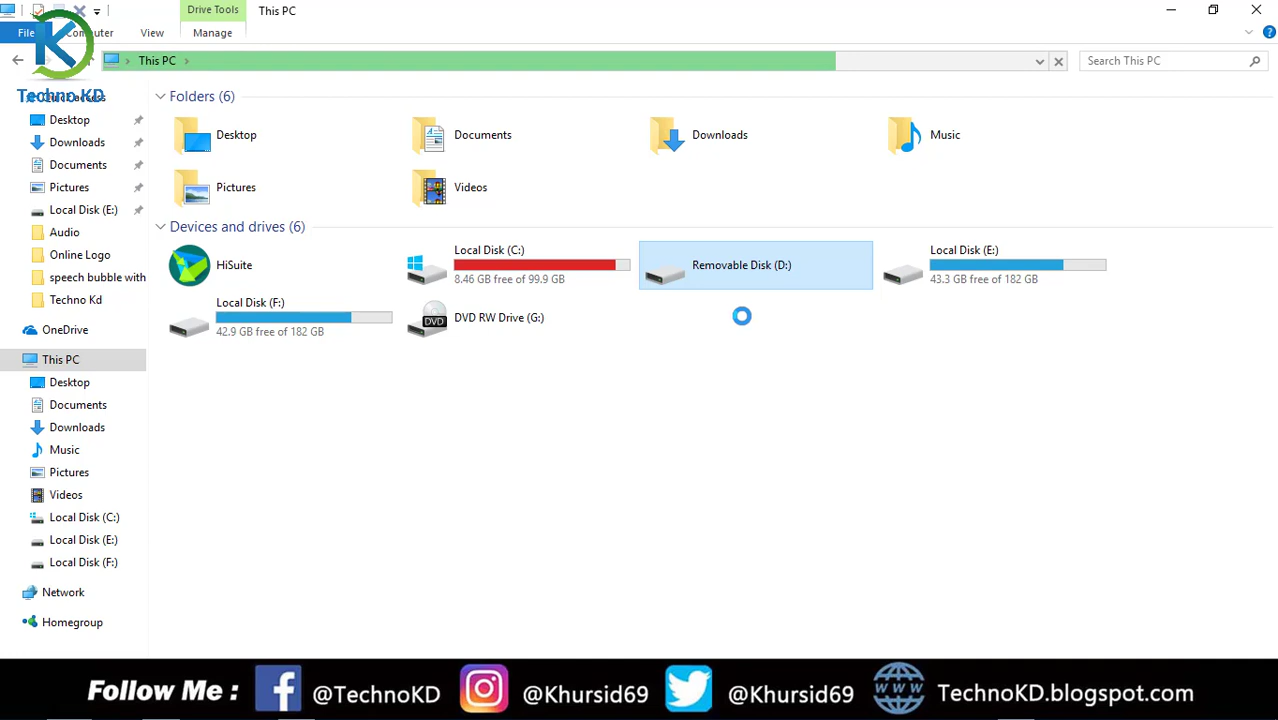 Drive Tools
This PC
File
Computer
View
Manage
This PC
Search This PC
Techno KD
Quick access
Desktop
Downloads
Documents
Pictures
Local Disk (E:)
Audio
Online Logo
speech bubble with
Techno Kd
OneDrive
This PC
Desktop
Documents
Downloads
Music
Pictures
Videos
Local Disk (C:)
Local Disk (E:)
Local Disk (F:)
Network
Homegroup
Folders (6)
Desktop
Documents
Downloads
Music
Pictures
Videos
Devices and drives (6)
HiSuite
Local Disk (C:)
8.46 GB free of 99.9 GB
Removable Disk (D:)
Local Disk (E:)
43.3 GB free of 182 GB
Local Disk (F:)
42.9 GB free of 182 GB
DVD
DVD RW Drive (G:)
Follow Me : @TechnoKD @Khursid69 @Khursid69 WWW TechnoKD.blogspot.com